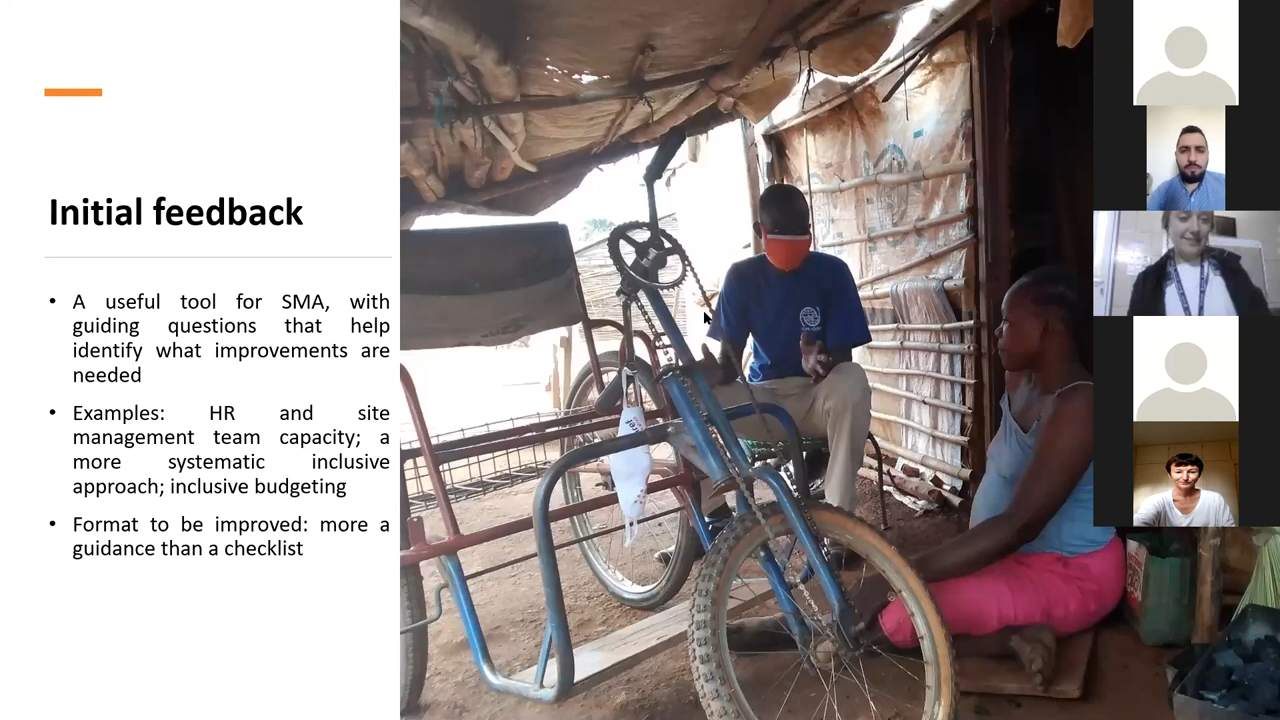 Initial feedback
• A useful tool for SMA, with
guiding questions that help
identify what improvements are
needed
• Examples: HR and site
management team capacity; a
more systematic inclusive
approach; inclusive budgeting
• Format to be improved: more a
guidance than a checklist